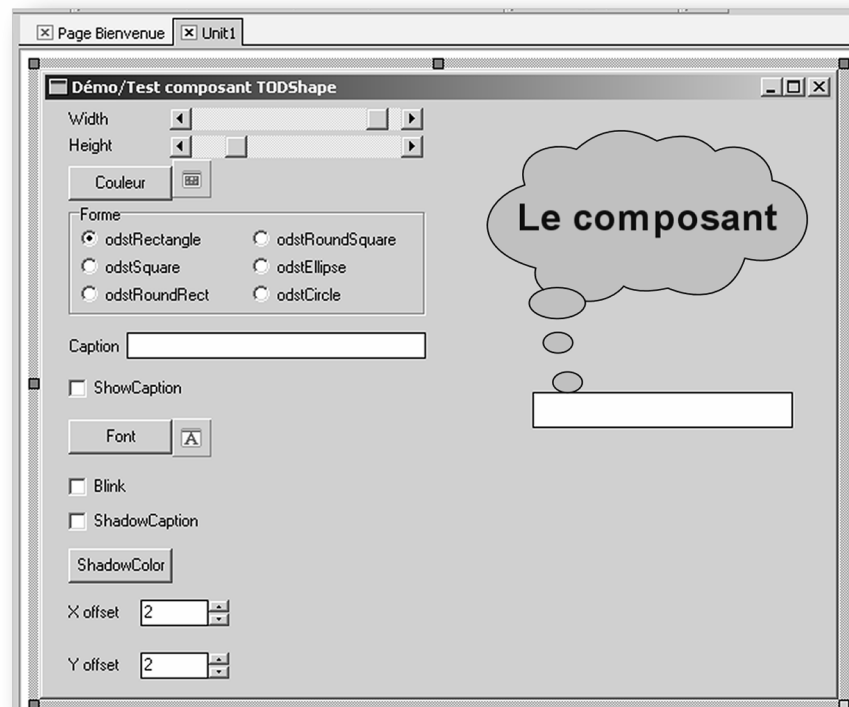 Page Bienvenue Unit1
Démo/Test composant TODShape
Width
Height
Couleur
Forme
odstRectangle odstRoundSquare
odstSquare odstEllipse
odstRoundRect odstCircle
Le composant
Caption
ShowCaption
Font A
Blink
ShadowCaption
ShadowColor
X offset 2
Y offset 2